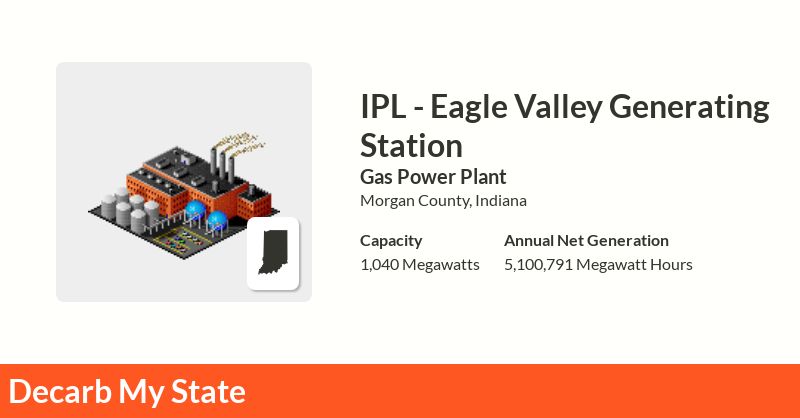 IPL - Eagle Valley Generating
Station
Gas Power Plant
Morgan County, Indiana
Capacity
1,040 Megawatts
Annual Net Generation
5,100,791 Megawatt Hours
Decarb My State